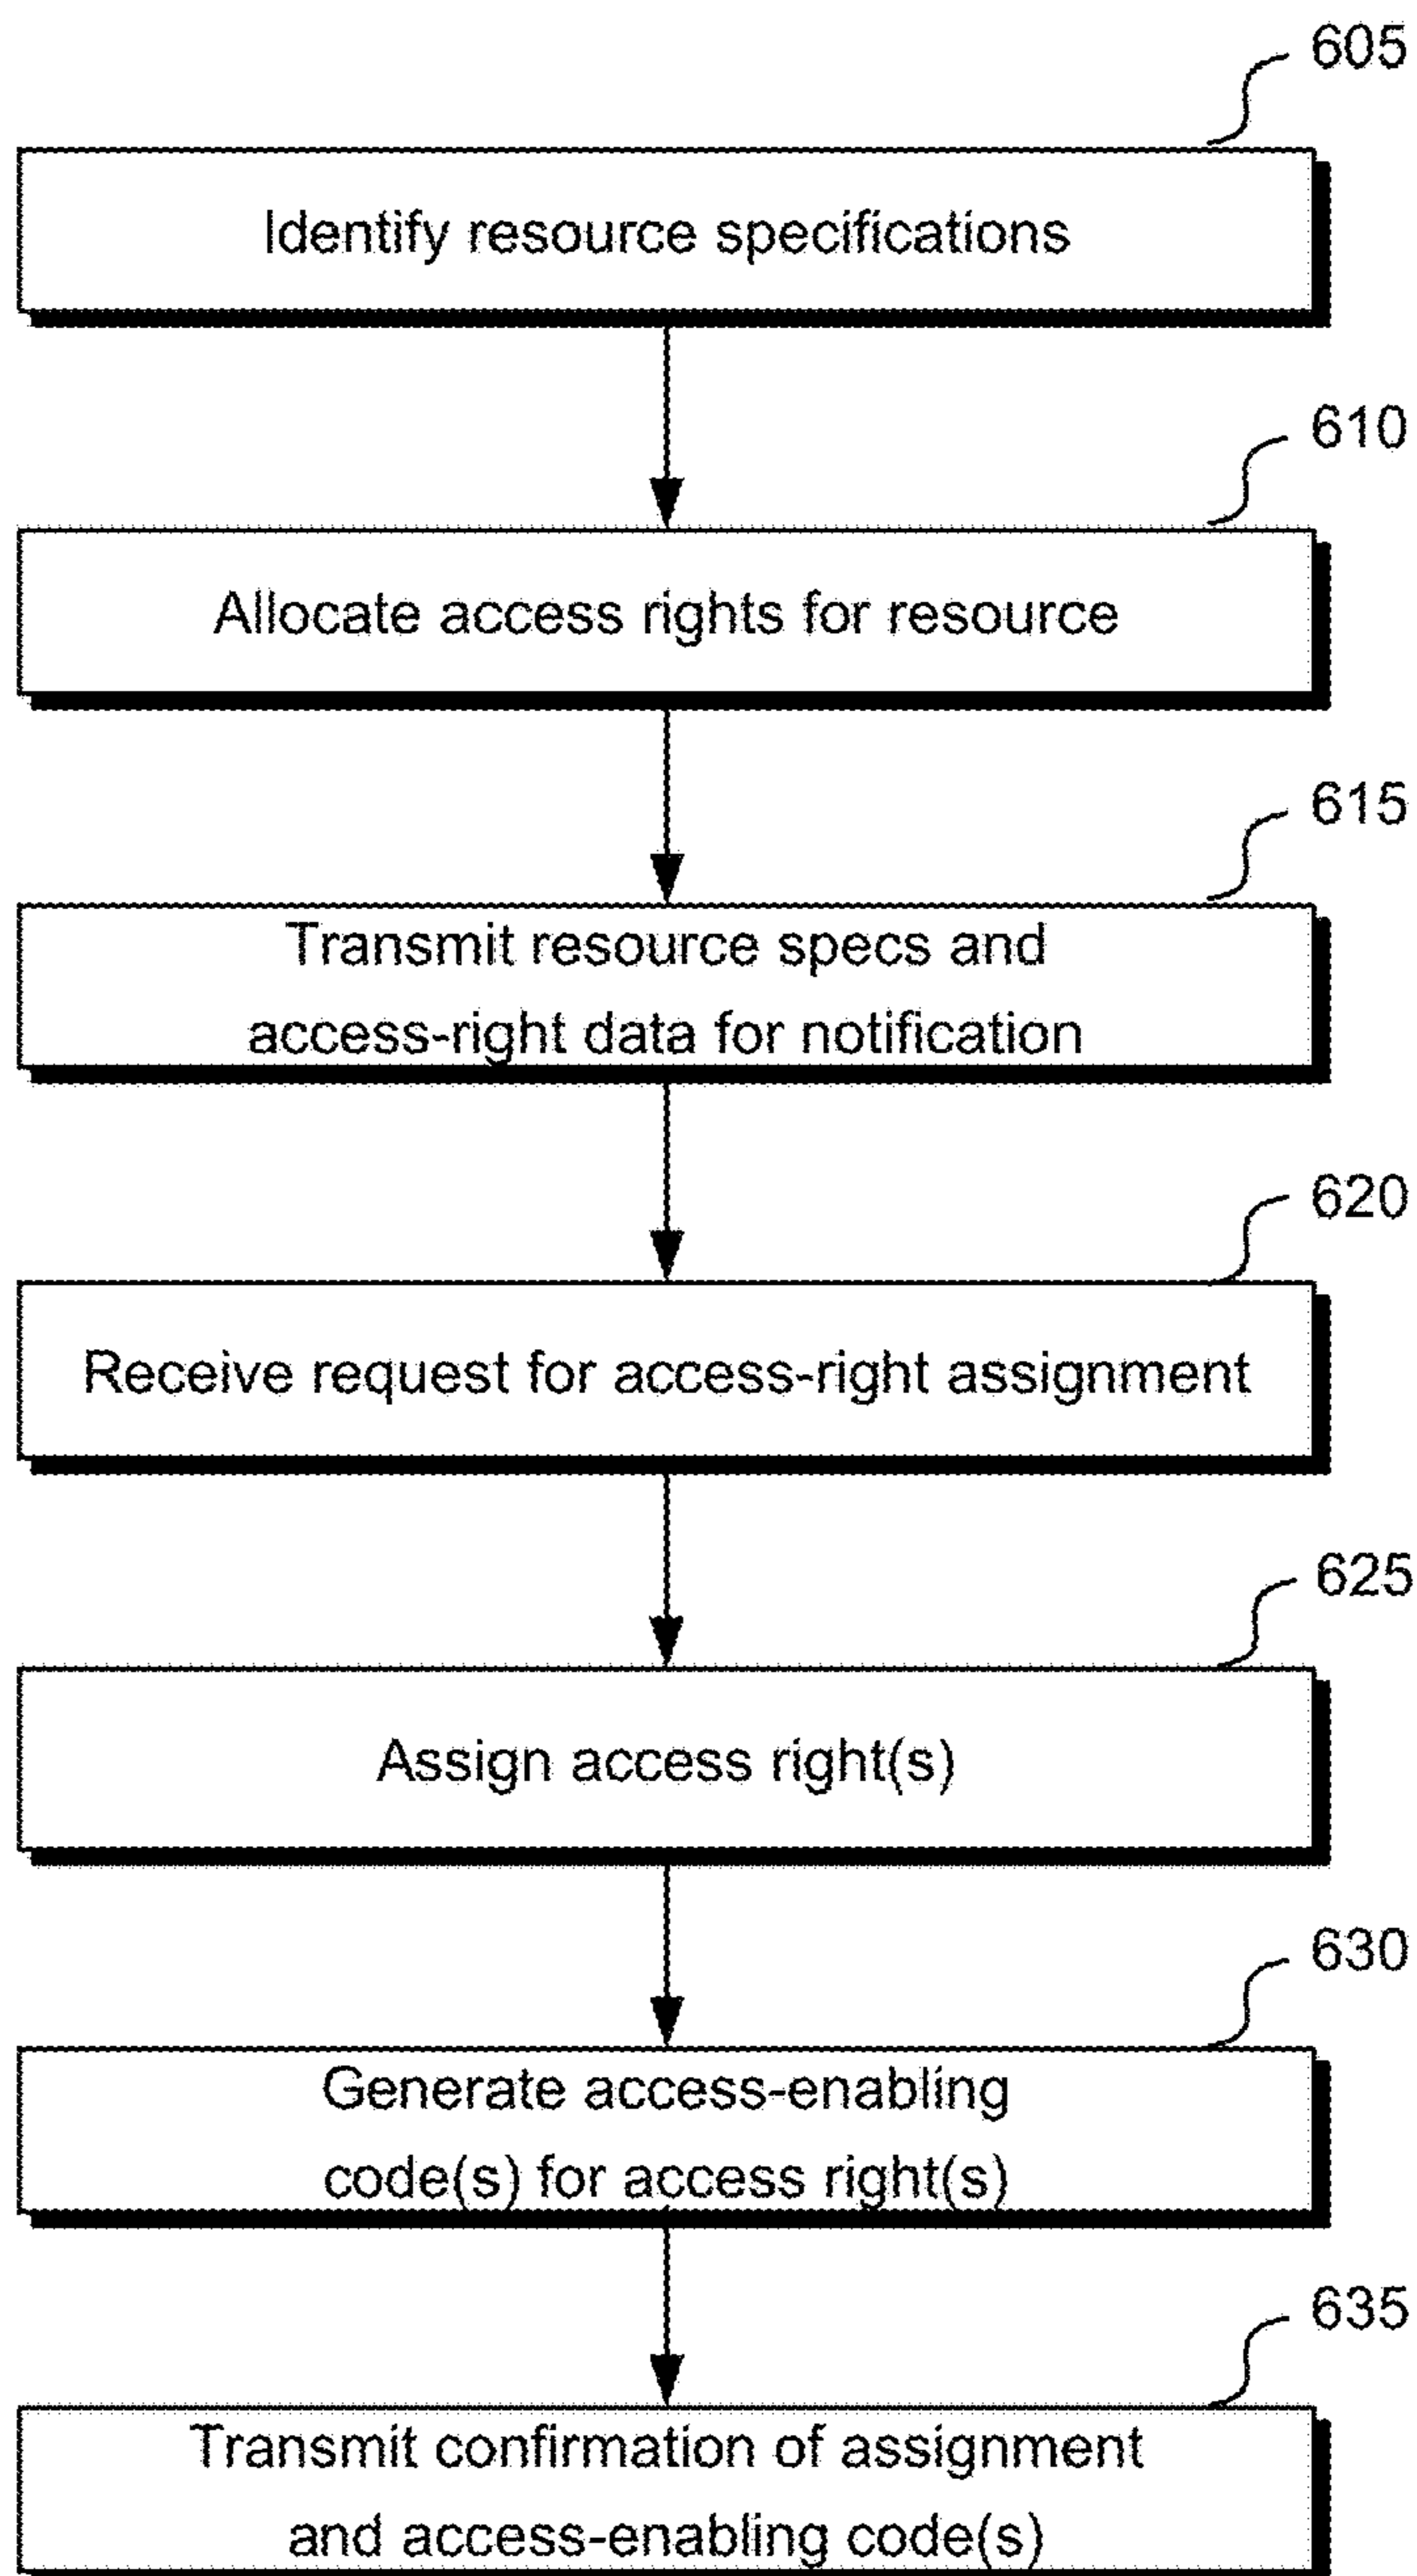 605
Identify resource specifications
610
Allocate access rights for resource
615
Transmit resource specs and
access-right data for notification
620
Receive request for access-right assignment
625
Assign access right(s)
630
Generate access-enabling
code(s) for access right(s)
635
Transmit confirmation of assignment
and access-enabling code(s)